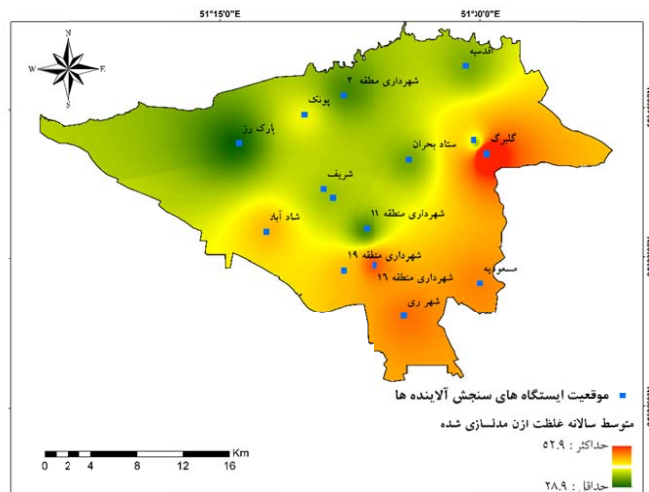 51°15'0"E
51°30'0"E
N
W
E
S
اقدسیه
شهرداری منطقه ۲
پونک
پارک رز
ستاد بحران
گلبرگ
شریف
شاد آباد
شهرداری منطقه ۱۱
شهرداری منطقه ۱۹
شهرداری منطقه ۱۶
مسعودیه
شهر ری
موقعیت ایستگاه های سنجش آلاینده ها
متوسط سالانه غلظت ازن مدلسازی شده
حداکثر : ۵۲.۹
حداقل : ۲۸.۹
Km
0 2 4 8 12 16